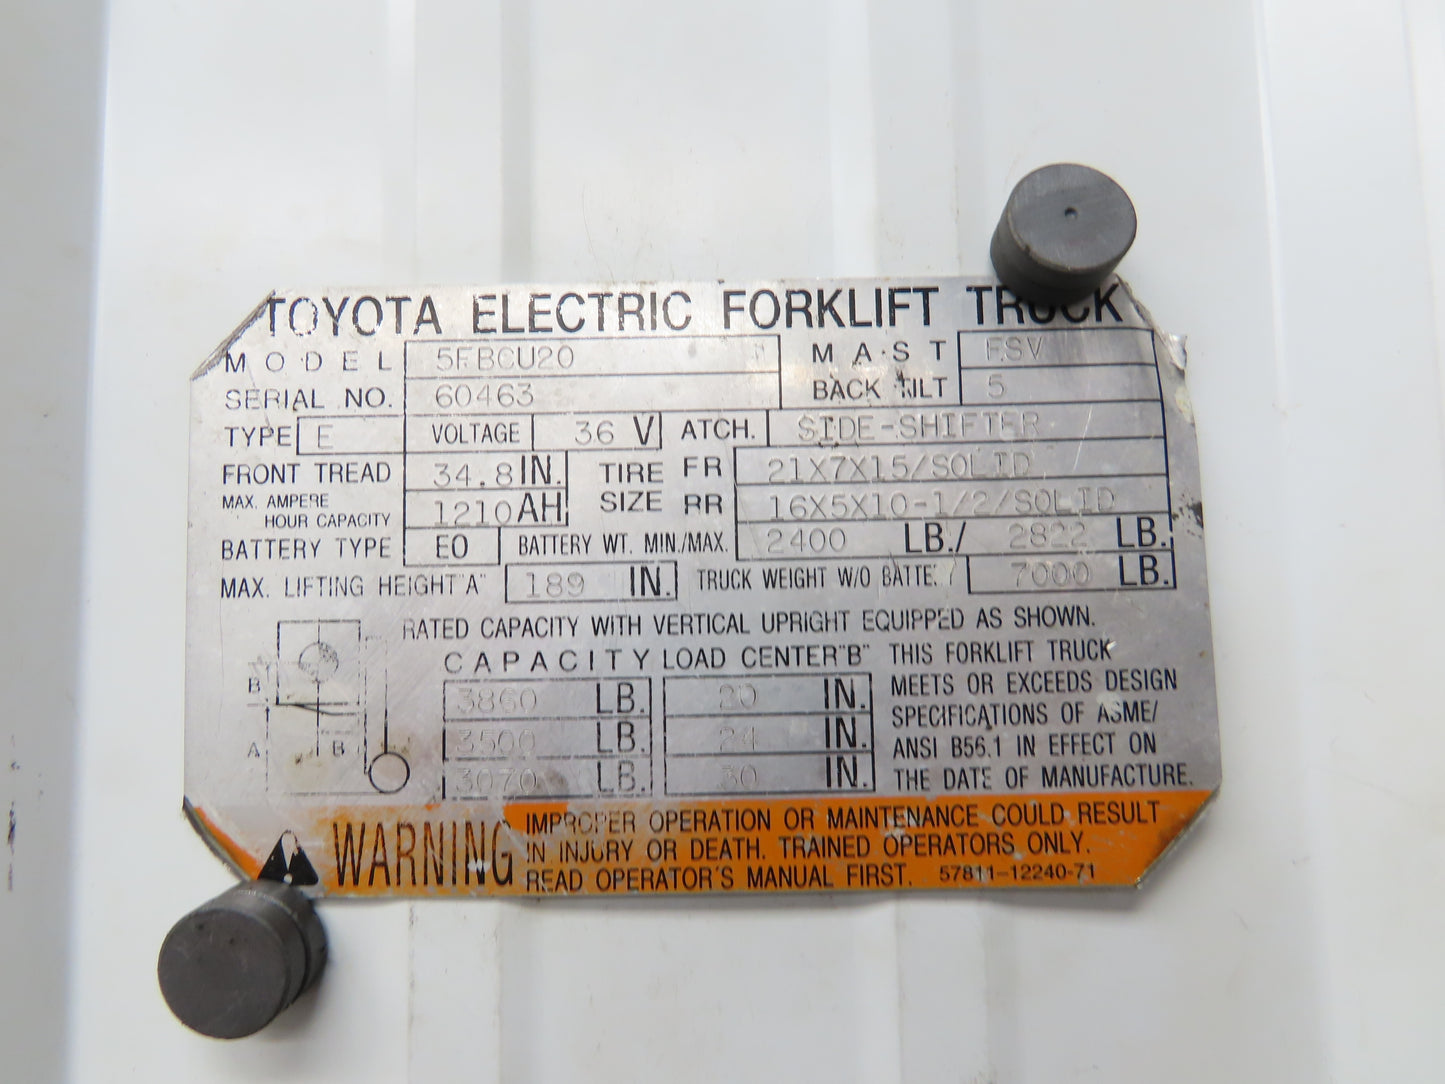 TOYOTA ELECTRIC FORKLIFT TRUCK
MODEL 5FBCU20 MAST FSV
SERIAL NO. 60463 BACK TILT 5
TYPE E VOLTAGE 36 V ATCH. SIDE-SHIFTER
FRONT TREAD 34.8 IN. TIRE SIZE FR 21X7X15/SOLID
MAX. AMPERE HOUR CAPACITY 1210 AH RR 16X5X10-1/2/SOLID
BATTERY TYPE EO BATTERY WT. MIN./MAX. 2400 LB./ 2822 LB.
MAX. LIFTING HEIGHT "A" 189 IN. TRUCK WEIGHT W/O BATTERY 7000 LB.
RATED CAPACITY WITH VERTICAL UPRIGHT EQUIPPED AS SHOWN.
CAPACITY LOAD CENTER "B"
3860 LB. 20 IN.
3500 LB. 24 IN.
3070 LB. 30 IN.
B
A
B
THIS FORKLIFT TRUCK
MEETS OR EXCEEDS DESIGN
SPECIFICATIONS OF ASME/
ANSI B56.1 IN EFFECT ON
THE DATE OF MANUFACTURE.
WARNING
IMPROPER OPERATION OR MAINTENANCE COULD RESULT
IN INJURY OR DEATH. TRAINED OPERATORS ONLY.
READ OPERATOR'S MANUAL FIRST. 57811-12240-71